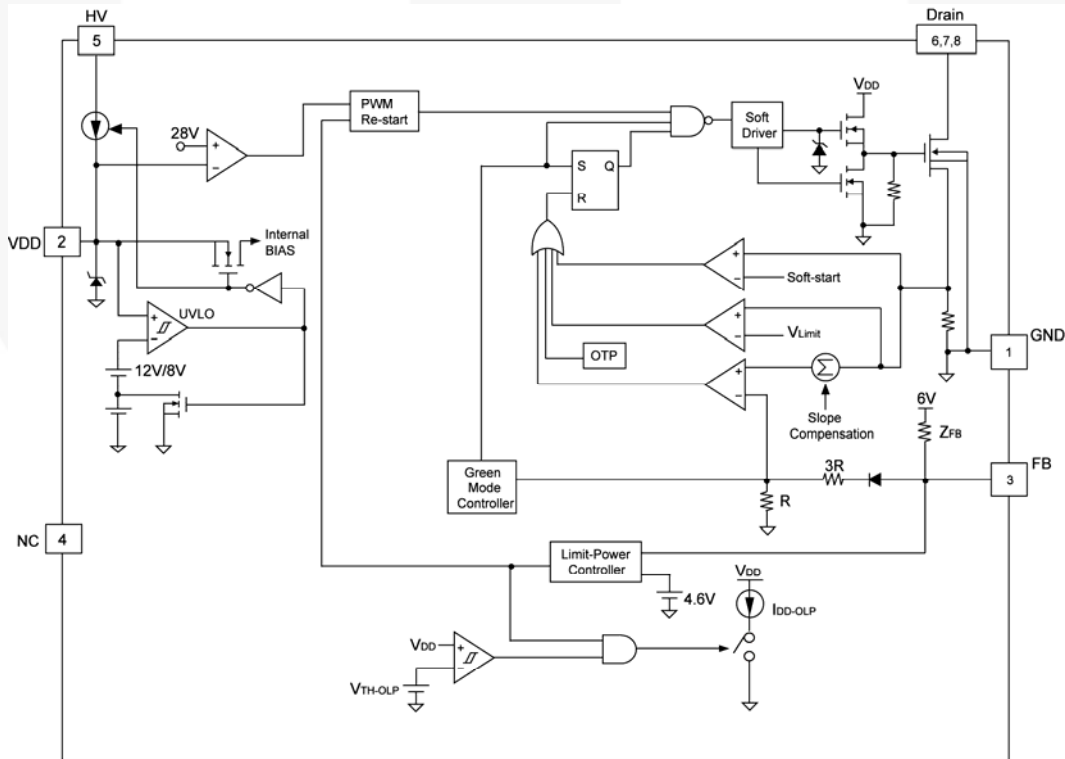 HV
5
Drain
6,7,8
VDD
28V
+
−
PWM
Re-start
Soft
Driver
S Q
R
VDD
2
Internal
BIAS
UVLO
+
−
12V/8V
+
−
Soft-start
+
−
VLimit
OTP
+
−
Σ
Slope
Compensation
GND
1
6V
ZFB
FB
3
3R
R
Green
Mode
Controller
NC
4
Limit-Power
Controller
4.6V
VDD
IDD-OLP
VDD
+
−
VTH-OLP